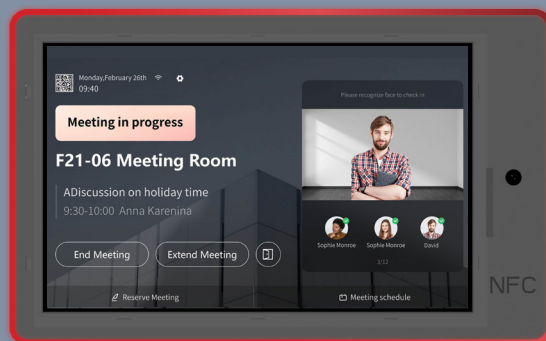 Monday,February 26th
09:40
Meeting in progress
F21-06 Meeting Room
ADiscussion on holiday time
9:30-10:00 Anna Karenina
End Meeting
Extend Meeting
Reserve Meeting
Please recognize face to check in
Sophie Monroe
Sophie Monroe
David
3/12
Meeting schedule
NFC